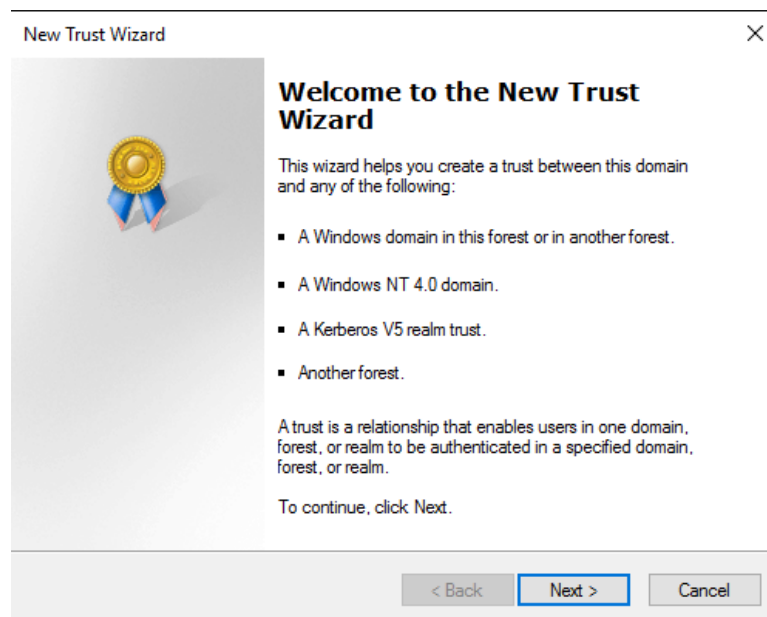 New Trust Wizard
Welcome to the New Trust
Wizard
This wizard helps you create a trust between this domain
and any of the following:
▪ A Windows domain in this forest or in another forest.
▪ A Windows NT 4.0 domain.
▪ A Kerberos V5 realm trust.
▪ Another forest.
A trust is a relationship that enables users in one domain,
forest, or realm to be authenticated in a specified domain,
forest, or realm.
To continue, click Next.
< Back Next > Cancel